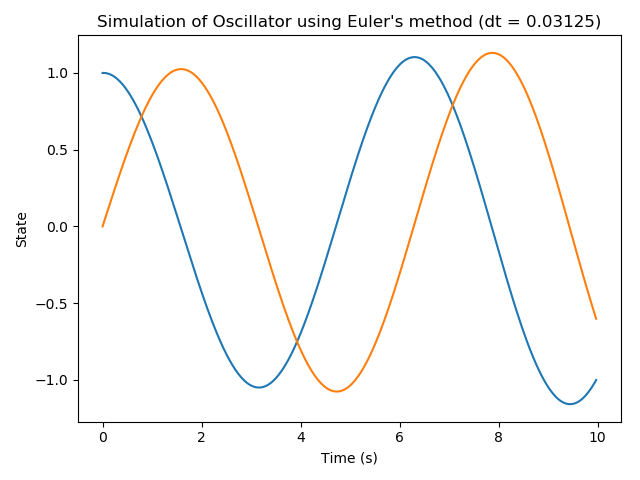 Simulation of Oscillator using Euler's method (dt = 0.03125)
1.0
0.5
0.0
−0.5
−1.0
State
0 2 4 6 8 10
Time (s)